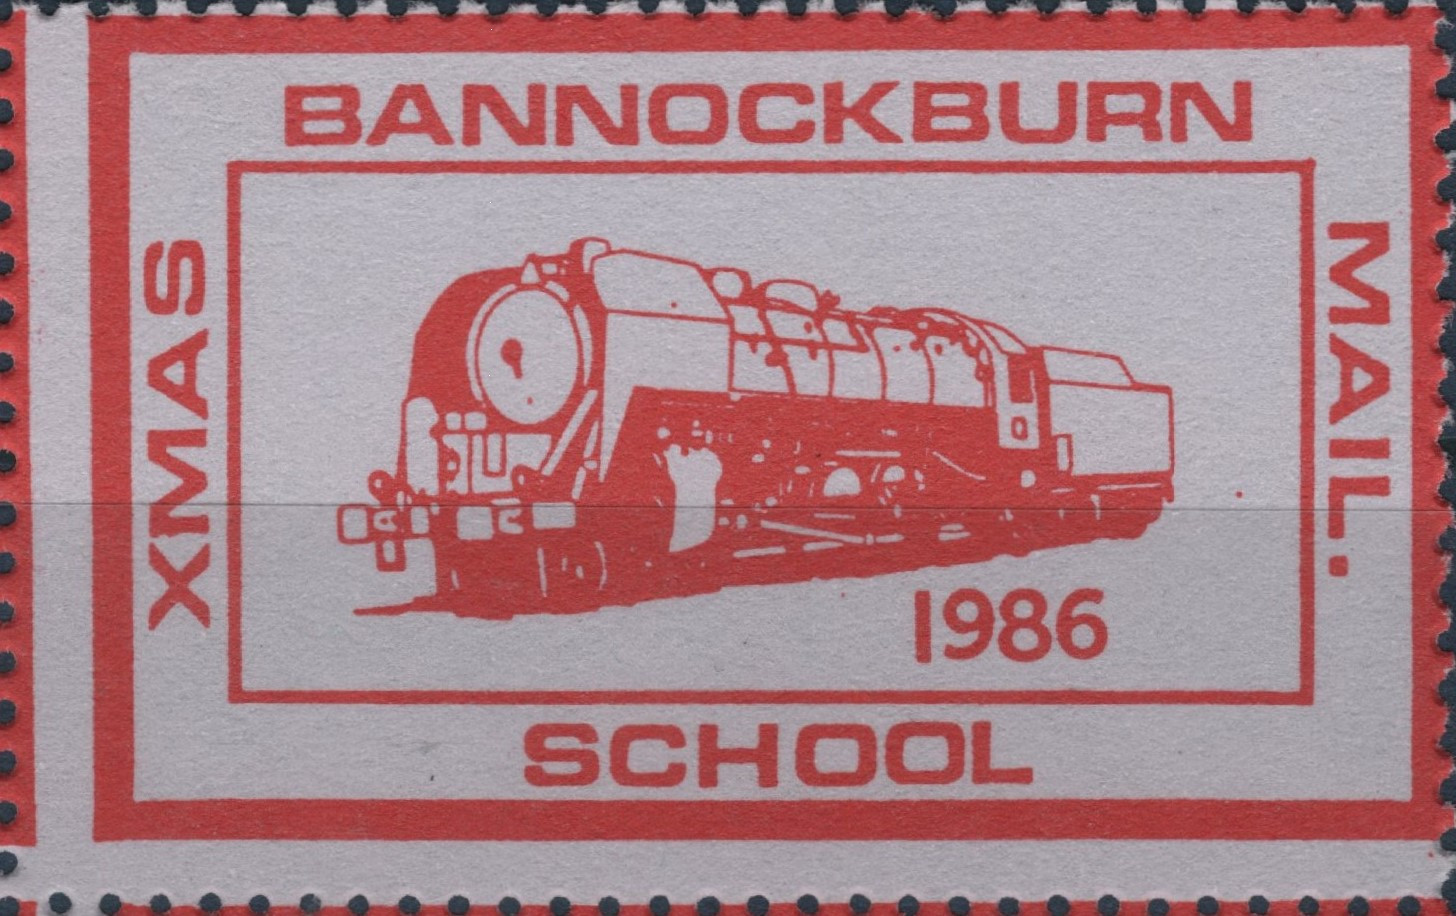 BANNOCKBURN
XMAS
MAIL.
1986
SCHOOL